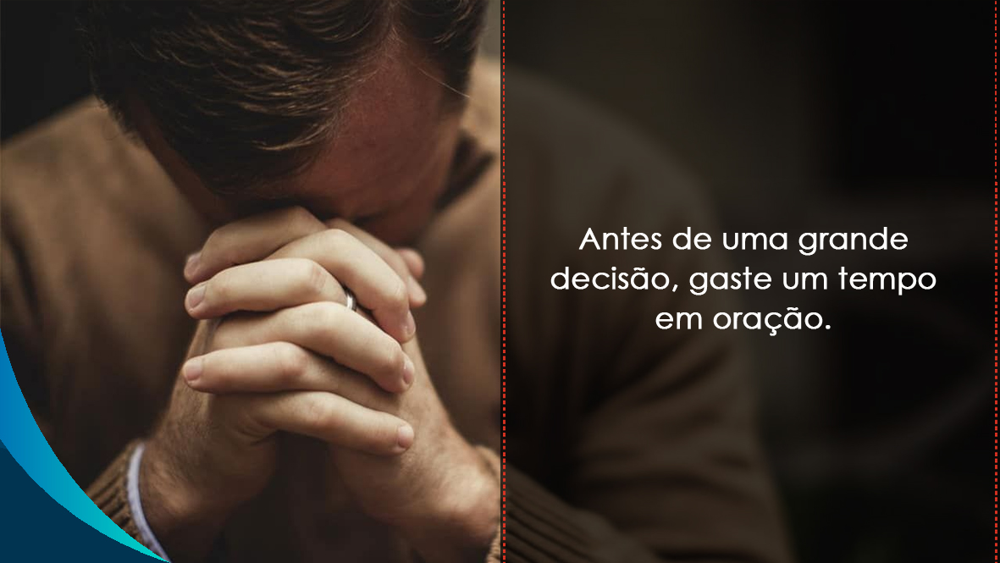 Antes de uma grande
decisão, gaste um tempo
em oração.